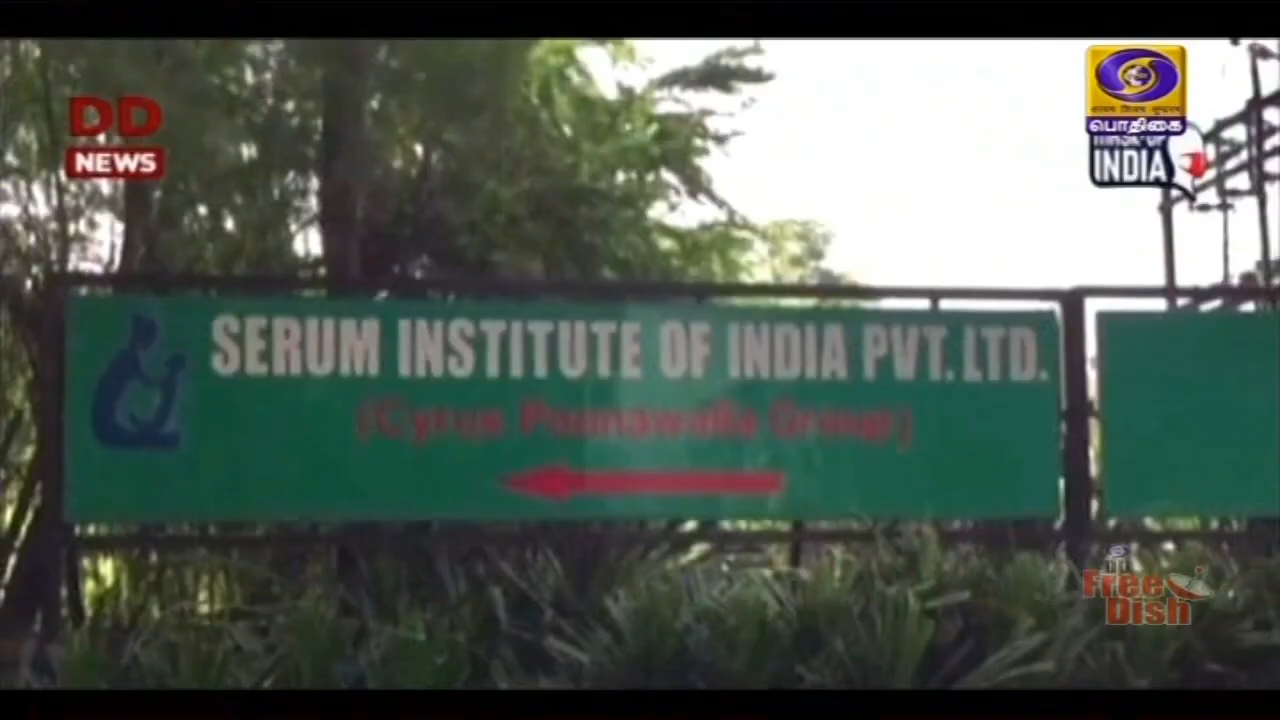 DD
NEWS
பொதிகை
INDIA
SERUM INSTITUTE OF INDIA PVT. LTD.
(Cyrus Poonawalla Group)
Free
Dish